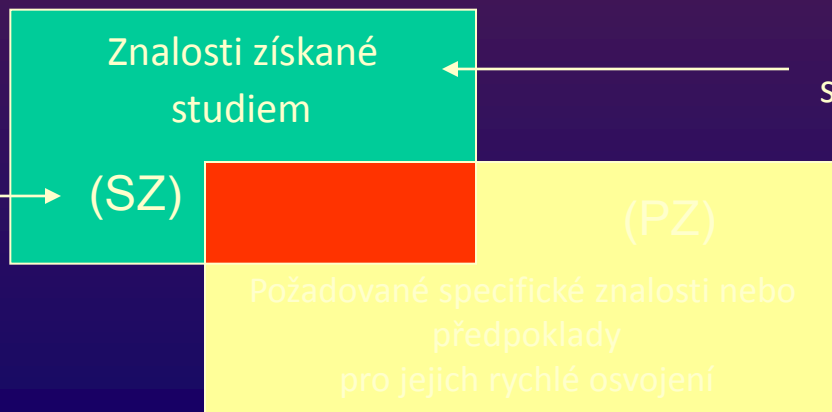 Znalosti získané
studiem
s
(SZ)
(PZ)
Požadované specifické znalosti nebo
předpoklady
pro jejich rychlé osvojení